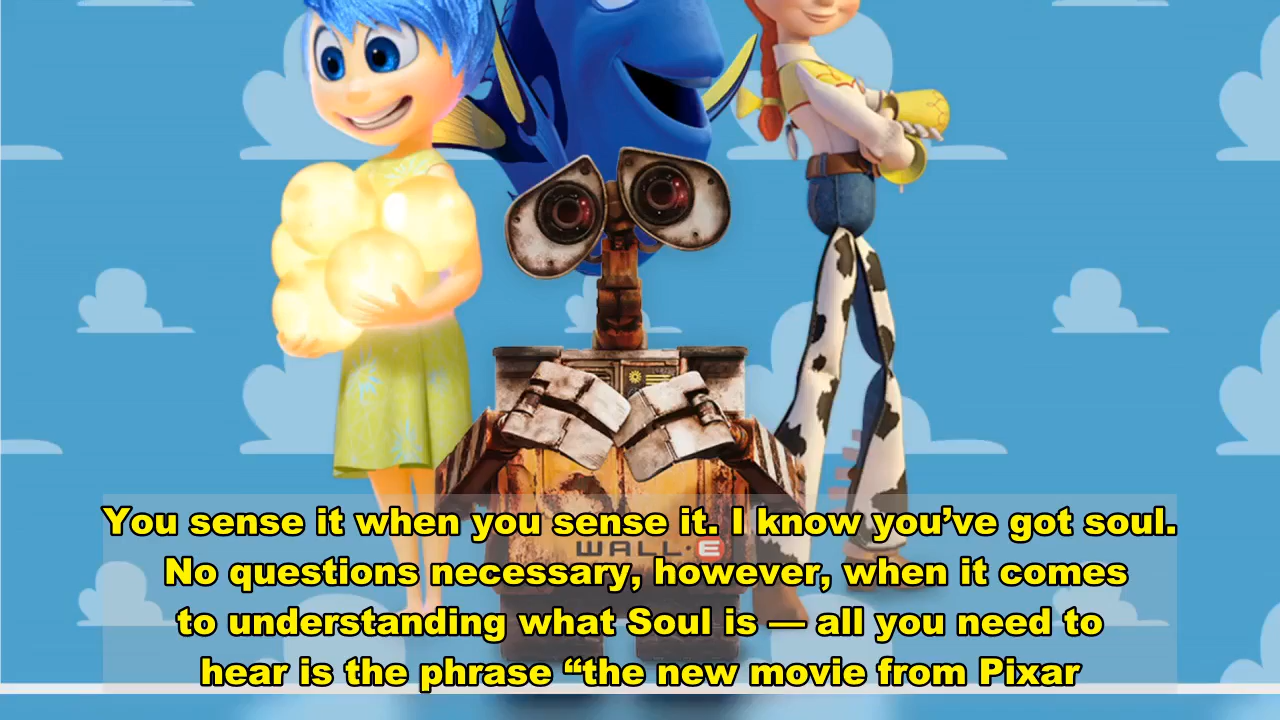 You sense it when you sense it. I know you’ve got soul.
WALL·E
No questions necessary, however, when it comes
to understanding what Soul is — all you need to
hear is the phrase “the new movie from Pixar